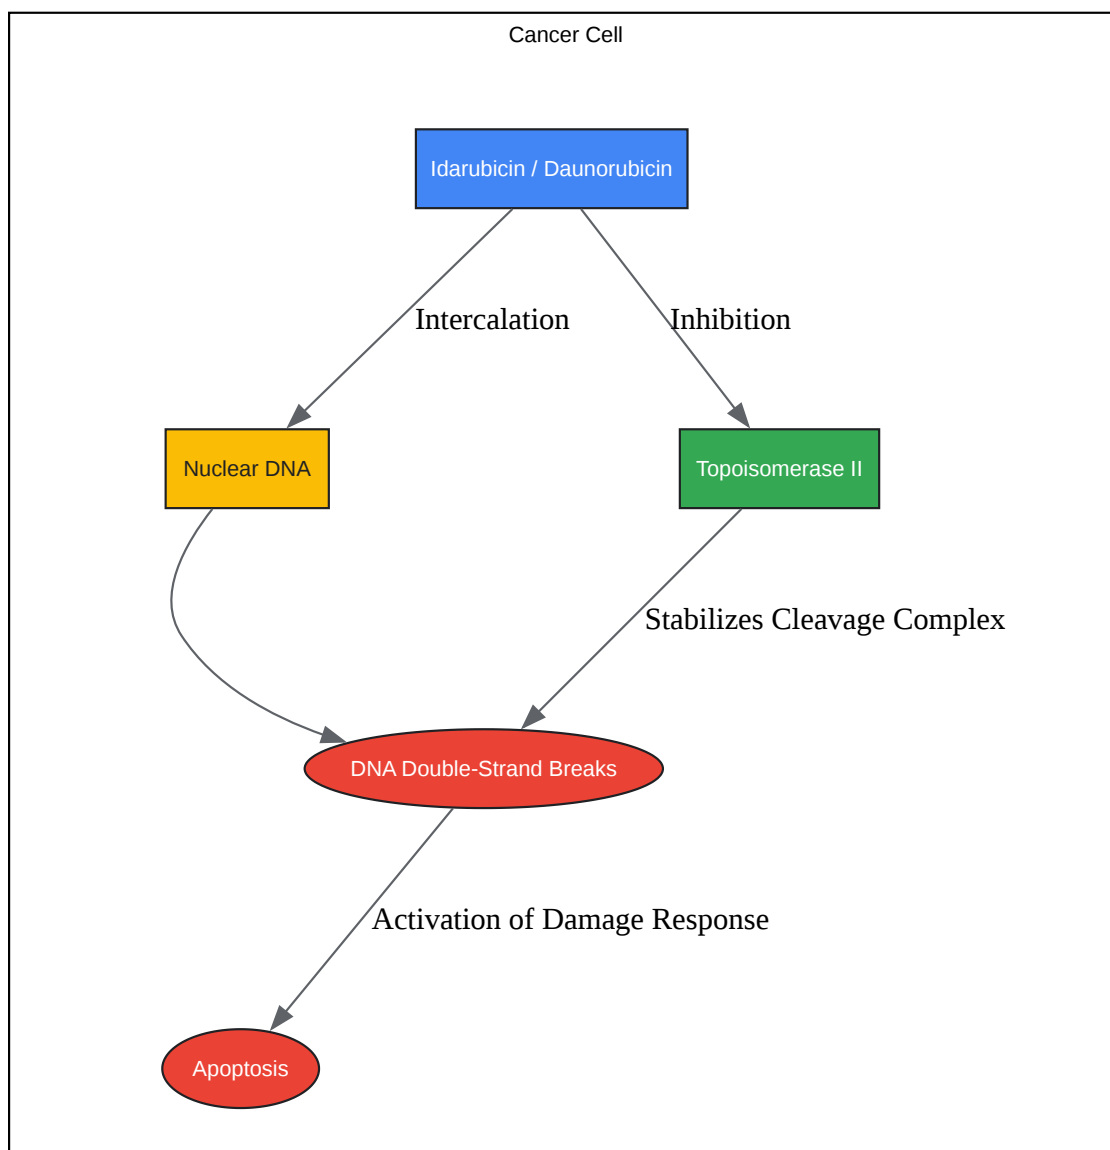 Cancer Cell
Idarubicin / Daunorubicin
Intercalation
Inhibition
Nuclear DNA
Topoisomerase II
Stabilizes Cleavage Complex
DNA Double-Strand Breaks
Activation of Damage Response
Apoptosis